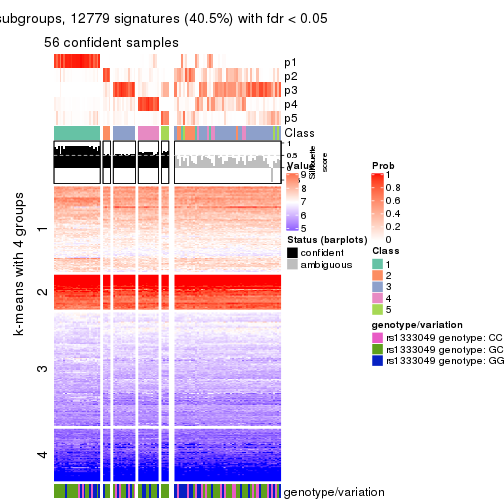 subgroups, 12779 signatures (40.5%) with fdr < 0.05
56 confident samples
p1
p2
p3
p4
p5
Class
1
0.5
Silhouette
score
Value
9
8
7
6
5
Prob
1
0.8
0.6
0.4
0.2
0
Status (barplots)
confident
ambiguous
Class
1
2
3
4
5
genotype/variation
rs1333049 genotype: CC
rs1333049 genotype: GC
rs1333049 genotype: GG
k-means with 4 groups
1
2
3
4
genotype/variation